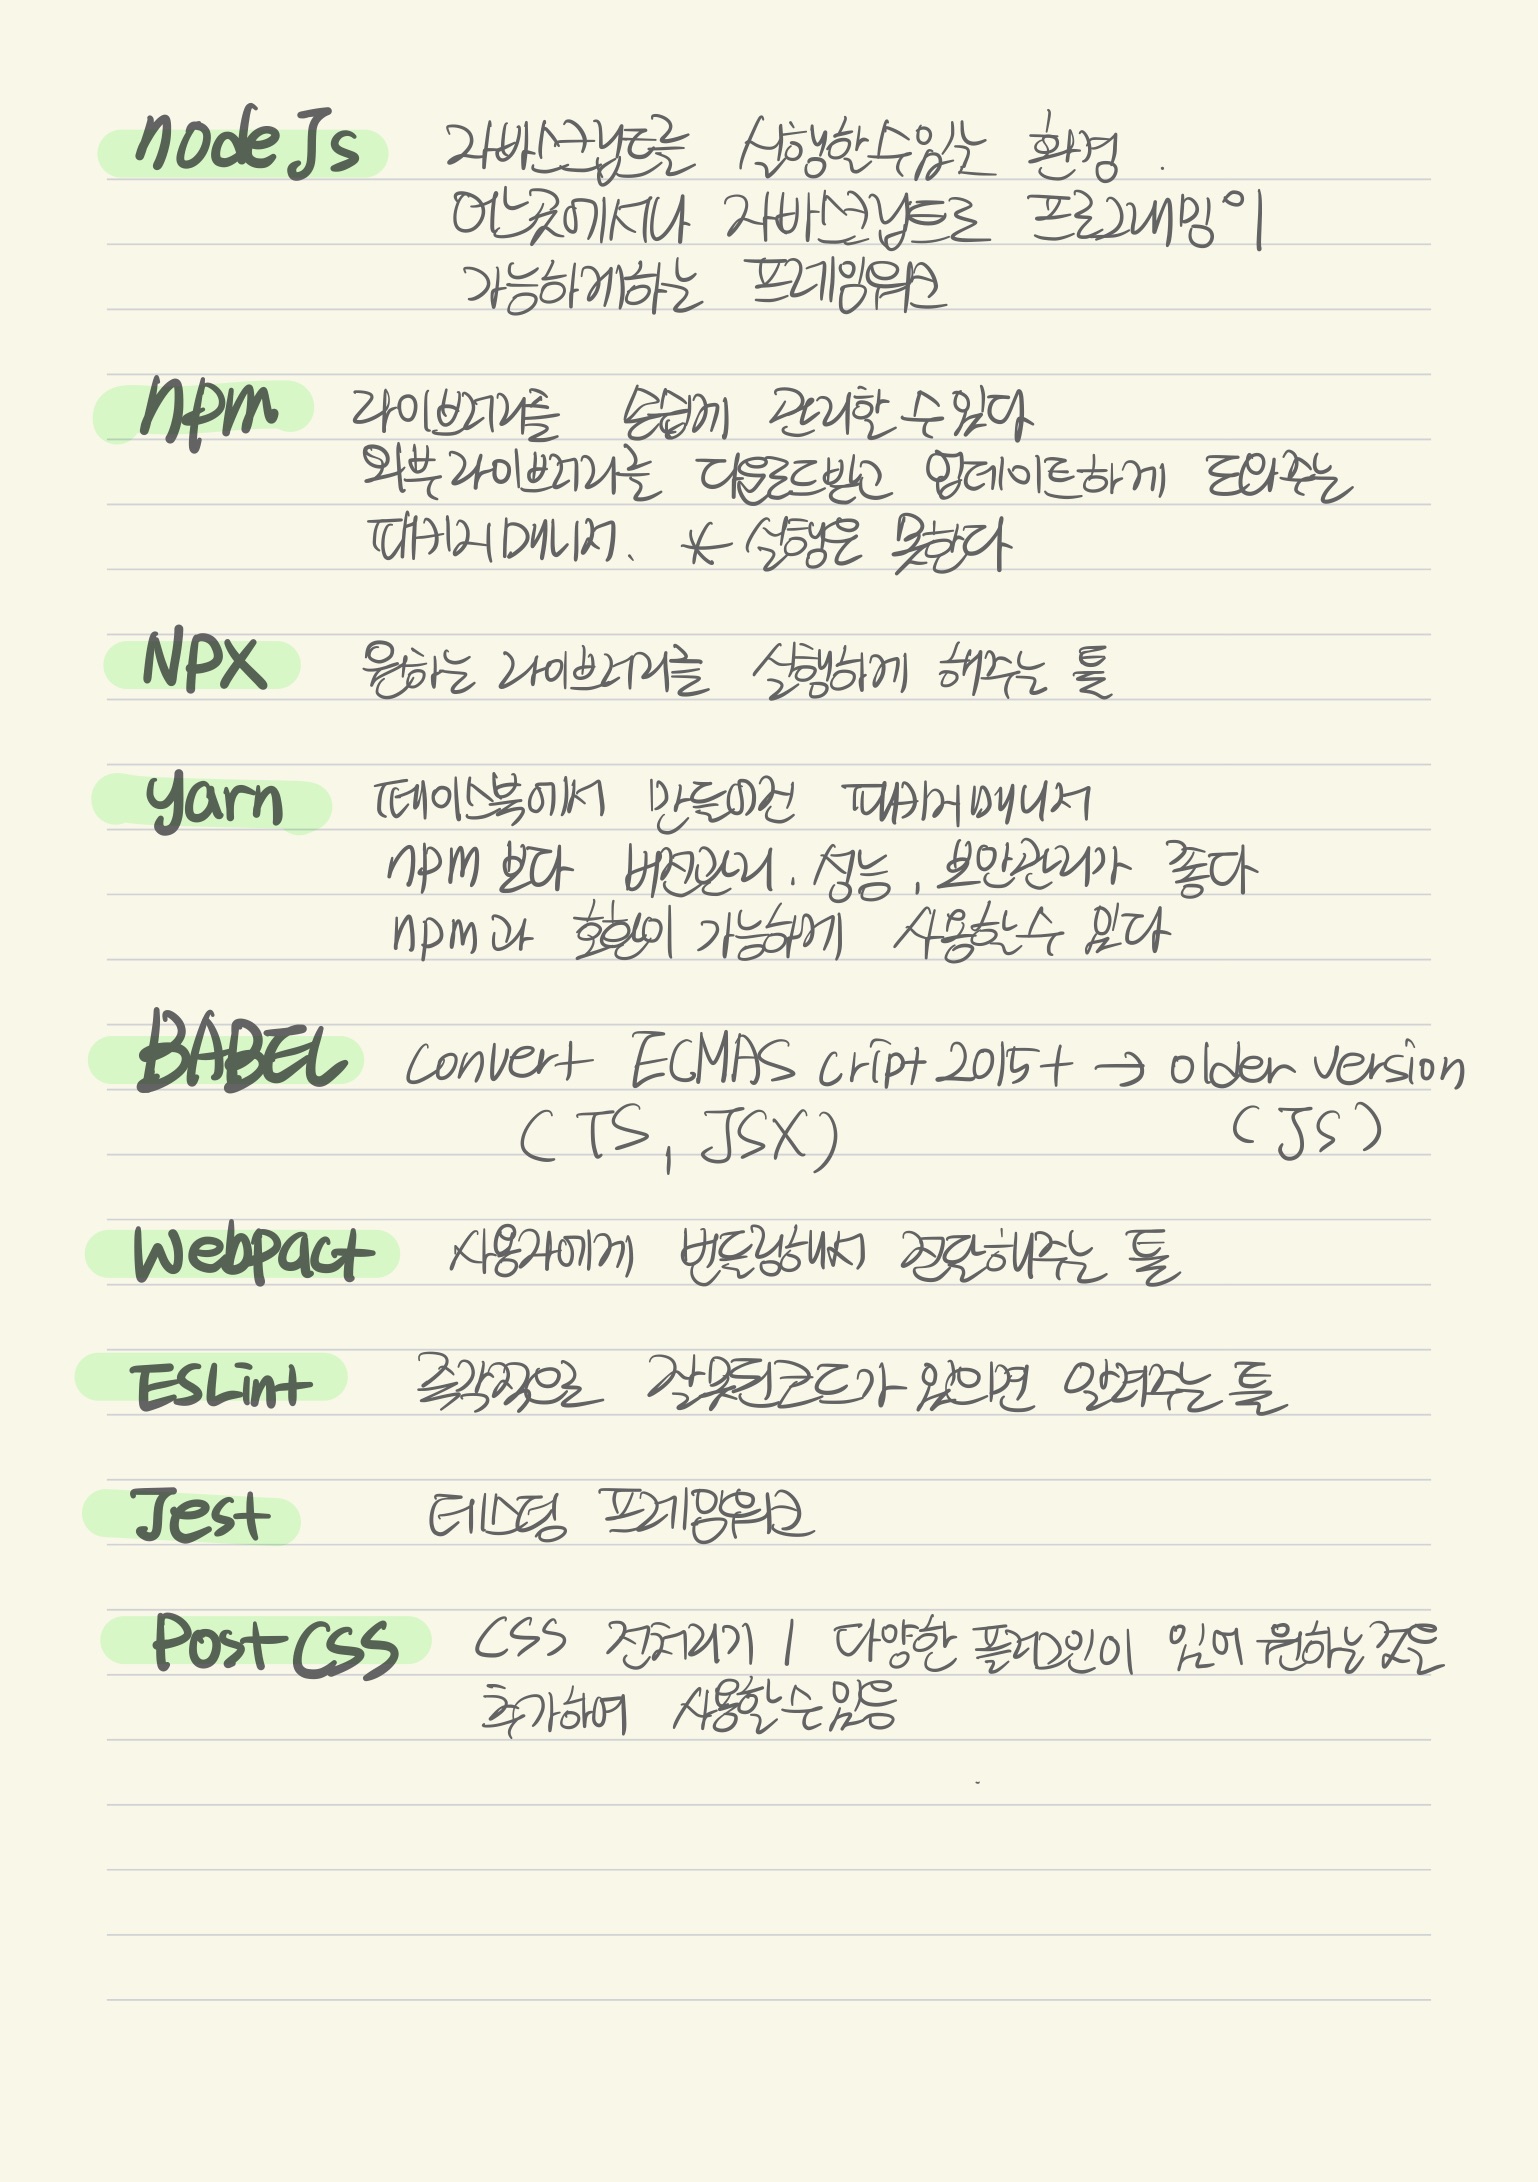 nodeJs 자바스크립트를 실행할수있는 환경.
어느곳에서나 자바스크립트로 프로그래밍이
가능하게하는 프레임워크
npm 라이브러리를 손쉽게 관리할 수 있다
외부 라이브러리를 다운로드받고 업데이트하게 도와주는
패키지 매니저. * 실행은 못한다
NPX 원하는 라이브러리를 실행하게 해주는 툴
yarn 페이스북에서 만들어진 패키지 매니저
npm 보다 버전관리, 성능, 보안관리가 좋다
npm과 호환이 가능해 사용할수 있다
BABEL convert ECMAScript 2015+ → older version
(TS, JSX) (JS)
Webpact 사용자에게 번들링해서 전달해주는 툴
ESLint 즉각적으로 잘못된코드가 있으면 알려주는 툴
Jest 테스팅 프레임워크
PostCSS CSS 전처리기 / 다양한 플러그인이 있어 원하는것을
추가하여 사용할수있음